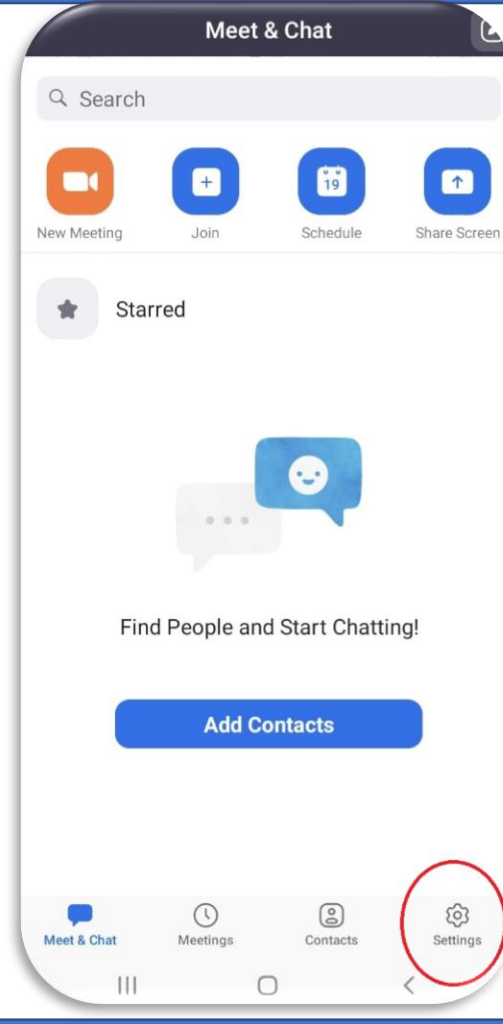 Meet & Chat
Search
New Meeting Join Schedule Share Screen
19
Starred
Find People and Start Chatting!
Add Contacts
Meet & Chat Meetings Contacts Settings